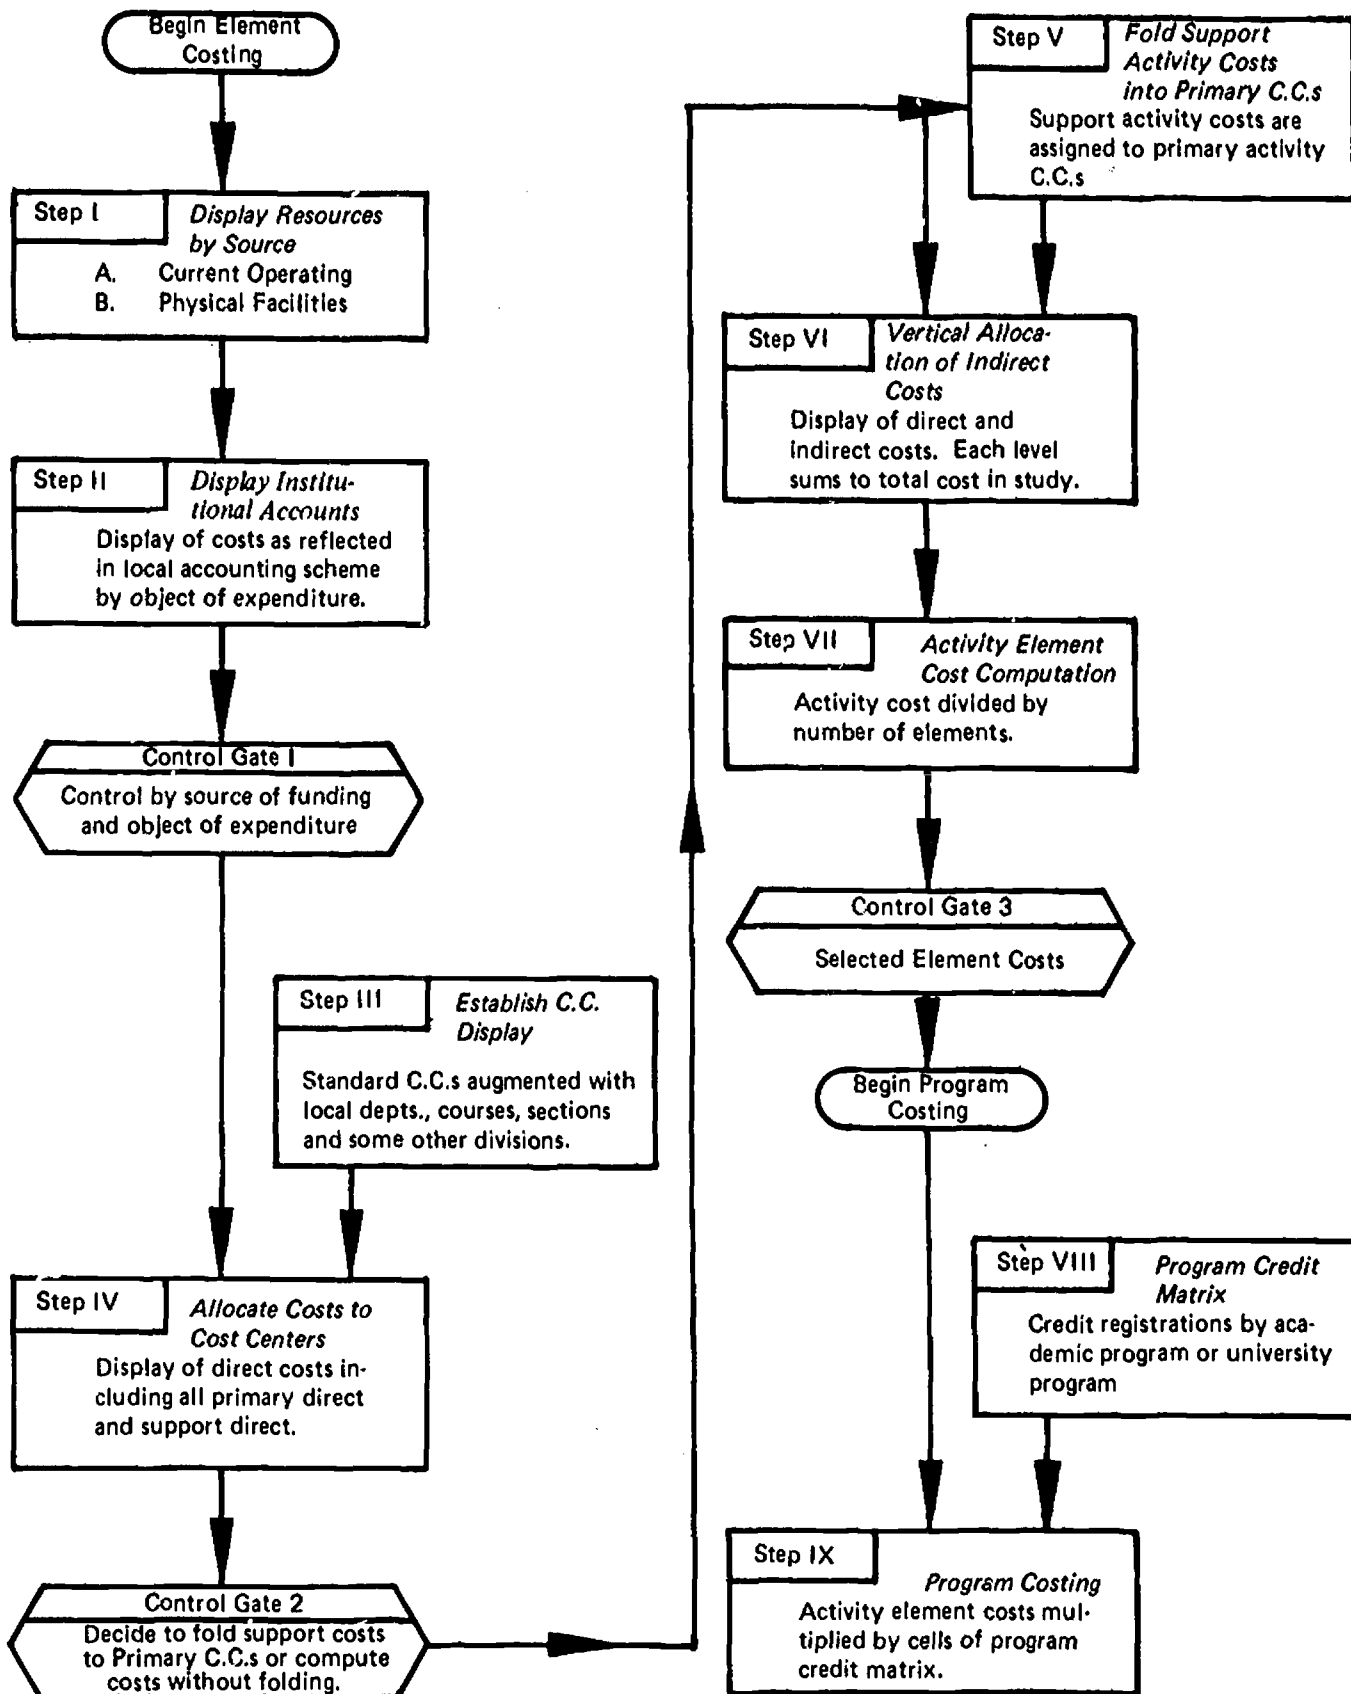 Begin Element
Costing
Step I
Display Resources
by Source
A. Current Operating
B. Physical Facilities
Step II
Display Institu-
tional Accounts
Display of costs as reflected
in local accounting scheme
by object of expenditure.
Control Gate 1
Control by source of funding
and object of expenditure
Step III
Establish C.C.
Display
Standard C.C.s augmented with
local depts., courses, sections
and some other divisions.
Step IV
Allocate Costs to
Cost Centers
Display of direct costs in-
cluding all primary direct
and support direct.
Control Gate 2
Decide to fold support costs
to Primary C.C.s or compute
costs without folding.
Step V
Fold Support
Activity Costs
into Primary C.C.s
Support activity costs are
assigned to primary activity
C.C.s
Step VI
Vertical Alloca-
tion of Indirect
Costs
Display of direct and
indirect costs. Each level
sums to total cost in study.
Step VII
Activity Element
Cost Computation
Activity cost divided by
number of elements.
Control Gate 3
Selected Element Costs
Begin Program
Costing
Step VIII
Program Credit
Matrix
Credit registrations by aca-
demic program or university
program
Step IX
Program Costing
Activity element costs mul-
tiplied by cells of program
credit matrix.